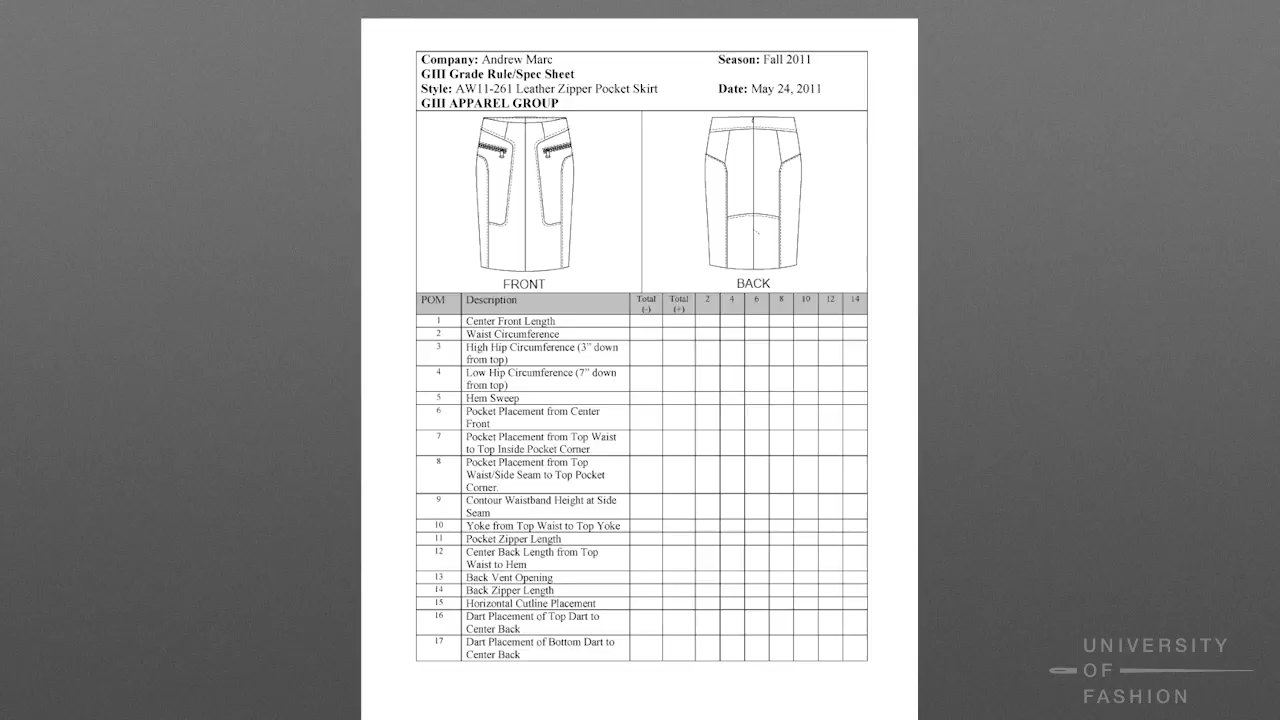 Company: Andrew Marc Season: Fall 2011
GIII Grade Rule/Spec Sheet
Style: AW11-261 Leather Zipper Pocket Skirt Date: May 24, 2011
GIII APPAREL GROUP
FRONT BACK
POM Description Total (-) Total (+) 2 4 6 8 10 12 14
1 Center Front Length
2 Waist Circumference
3 High Hip Circumference (3” down
from top)
4 Low Hip Circumference (7” down
from top)
5 Hem Sweep
6 Pocket Placement from Center
Front
7 Pocket Placement from Top Waist
to Top Inside Pocket Corner
8 Pocket Placement from Top
Waist/Side Seam to Top Pocket
Corner.
9 Contour Waistband Height at Side
Seam
10 Yoke from Top Waist to Top Yoke
11 Pocket Zipper Length
12 Center Back Length from Top
Waist to Hem
13 Back Vent Opening
14 Back Zipper Length
15 Horizontal Cutline Placement
16 Dart Placement of Top Dart to
Center Back
17 Dart Placement of Bottom Dart to
Center Back
UNIVERSITY
OF
FASHION